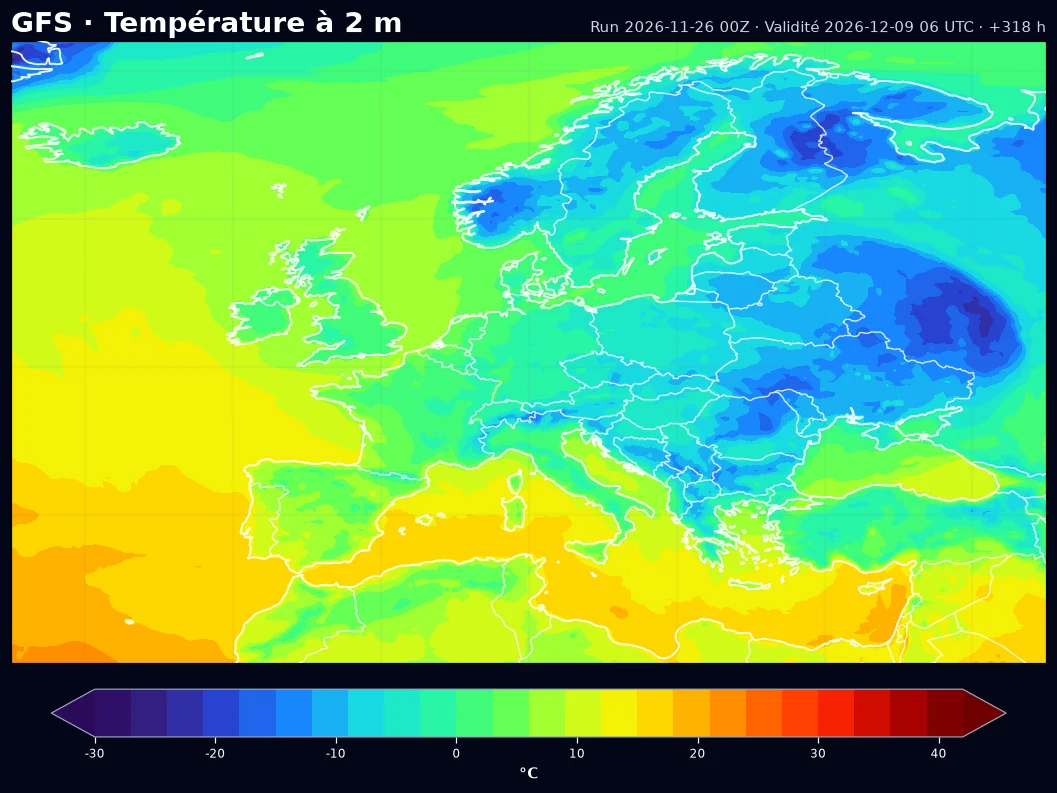 GFS · Température à 2 m
Run 2026-11-26 00Z · Validité 2026-12-09 06 UTC · +318 h
-30 -20 -10 0 10 20 30 40
°C